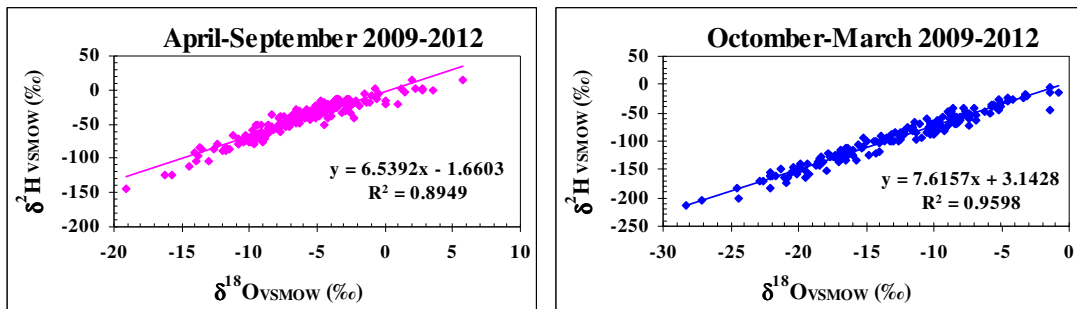 April-September 2009-2012
50
0
-50
-100
-150
-200
-20
-15
-10
-5
0
5
10
y = 6.5392x - 1.6603
R² = 0.8949
δ²H VSMOW (‰)
δ¹⁸OVSMOW (‰)
Octomber-March 2009-2012
50
0
-50
-100
-150
-200
-250
-30
-25
-20
-15
-10
-5
0
y = 7.6157x + 3.1428
R² = 0.9598
δ²H VSMOW (‰)
δ¹⁸OVSMOW (‰)